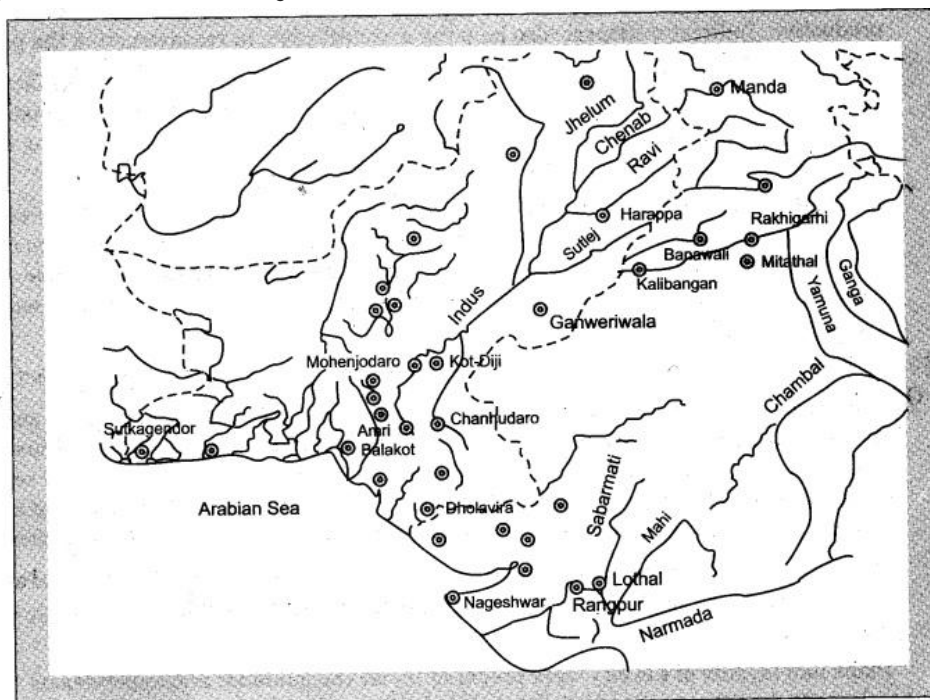 Manda
Jhelum
Chenab
Ravi
Harappa
Rakhigarhi
Sutlej
Banawali
Mitathal
Kalibangan
Indus
Ganweriwala
Yamuna
Ganga
Mohenjodaro
Kot-Diji
Chambal
Chanhudaro
Sutkagendor
Amri
Balakot
Sabarmati
Arabian Sea
Dholavira
Mahi
Lothal
Nageshwar
Rangpur
Narmada